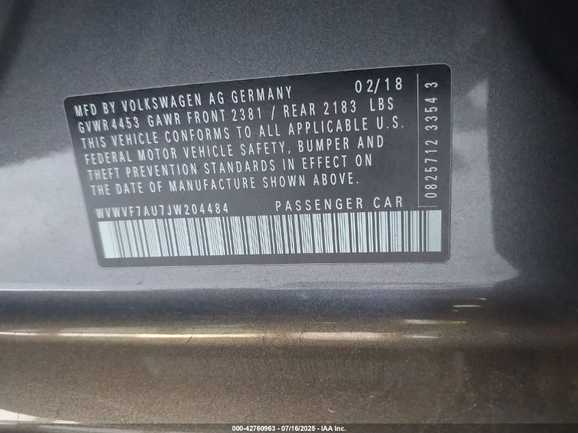 MFD BY VOLKSWAGEN AG GERMANY 02/18
GVWR 4453 GAWR FRONT 2381 / REAR 2183 LBS
THIS VEHICLE CONFORMS TO ALL APPLICABLE U.S.
FEDERAL MOTOR VEHICLE SAFETY, BUMPER AND
THEFT PREVENTION STANDARDS IN EFFECT ON
THE DATE OF MANUFACTURE SHOWN ABOVE.
WVWVF7AU7JW204484 PASSENGER CAR
0825712 3354 3
000-42760963 - 07/16/2025 - IAA Inc.